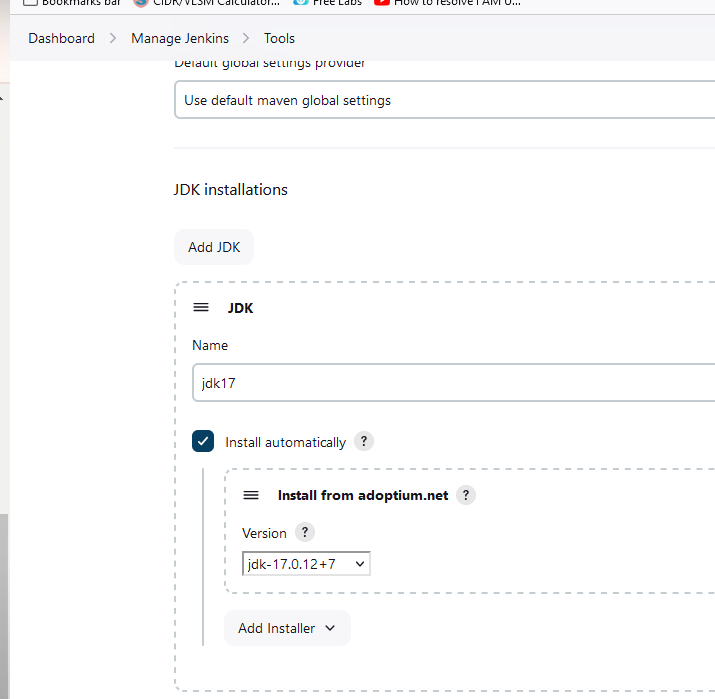 Bookmarks bar CIDR/VLSM Calculator... Free Labs How to resolve I AM U...
Dashboard Manage Jenkins Tools
Default global settings provider
Use default maven global settings
JDK installations
Add JDK
JDK
Name
jdk17
Install automatically ?
Install from adoptium.net ?
Version ?
jdk-17.0.12+7
Add Installer